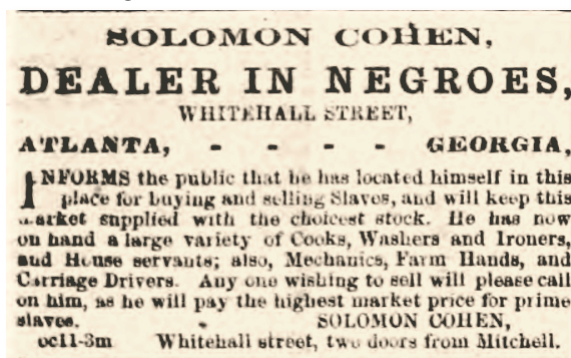 SOLOMON COHEN,
DEALER IN NEGROES,
WHITEHALL STREET,
ATLANTA, - - - - GEORGIA,
INFORMS the public that he has located himself in this
place for buying and selling Slaves, and will keep this
market supplied with the choicest stock. He has now
on hand a large variety of Cooks, Washers and Ironers,
and House servants; also, Mechanics, Farm Hands, and
Carriage Drivers. Any one wishing to sell will please call
on him, as he will pay the highest market price for prime
slaves. SOLOMON COHEN,
oc11-3m Whitehall street, two doors from Mitchell.